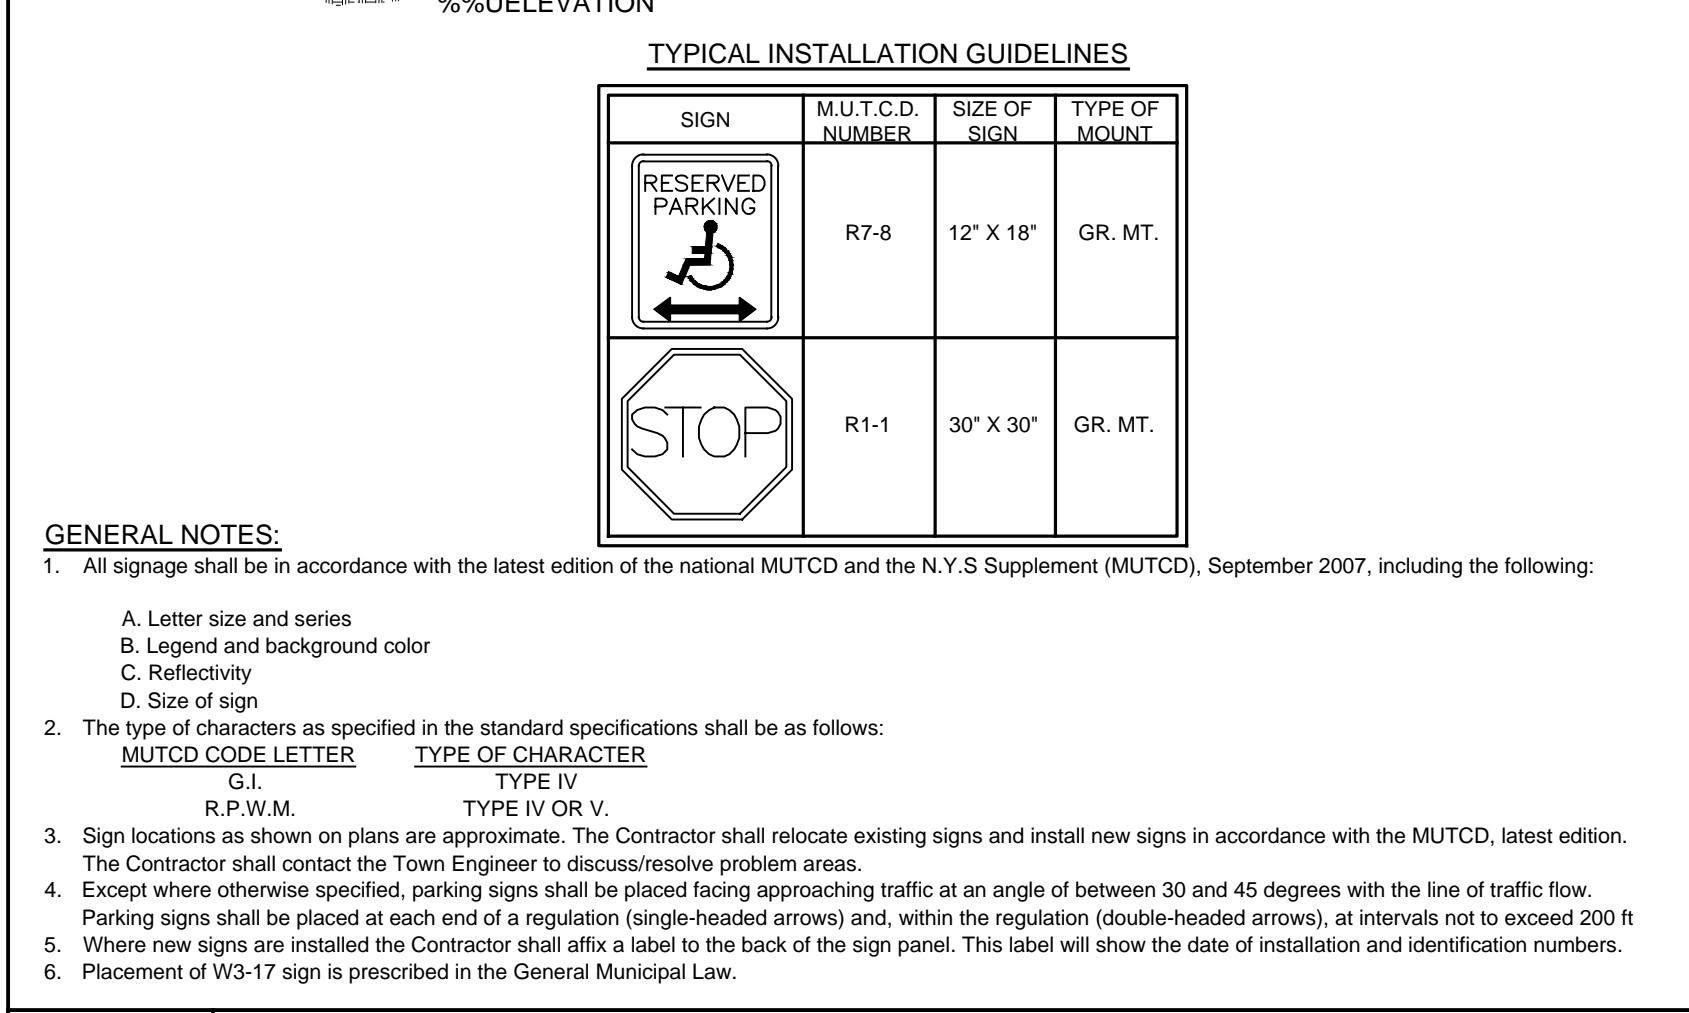 %%UELEVATION
TYPICAL INSTALLATION GUIDELINES
SIGN
M.U.T.C.D.
NUMBER
SIZE OF
SIGN
TYPE OF
MOUNT
RESERVED
PARKING
R7-8
12" X 18"
GR. MT.
STOP
R1-1
30" X 30"
GR. MT.
GENERAL NOTES:
1. All signage shall be in accordance with the latest edition of the national MUTCD and the N.Y.S Supplement (MUTCD), September 2007, including the following:
A. Letter size and series
B. Legend and background color
C. Reflectivity
D. Size of sign
2. The type of characters as specified in the standard specifications shall be as follows:
MUTCD CODE LETTER TYPE OF CHARACTER
G.I. TYPE IV
R.P.W.M. TYPE IV OR V.
3. Sign locations as shown on plans are approximate. The Contractor shall relocate existing signs and install new signs in accordance with the MUTCD, latest edition.
The Contractor shall contact the Town Engineer to discuss/resolve problem areas.
4. Except where otherwise specified, parking signs shall be placed facing approaching traffic at an angle of between 30 and 45 degrees with the line of traffic flow.
Parking signs shall be placed at each end of a regulation (single-headed arrows) and, within the regulation (double-headed arrows), at intervals not to exceed 200 ft
5. Where new signs are installed the Contractor shall affix a label to the back of the sign panel. This label will show the date of installation and identification numbers.
6. Placement of W3-17 sign is prescribed in the General Municipal Law.